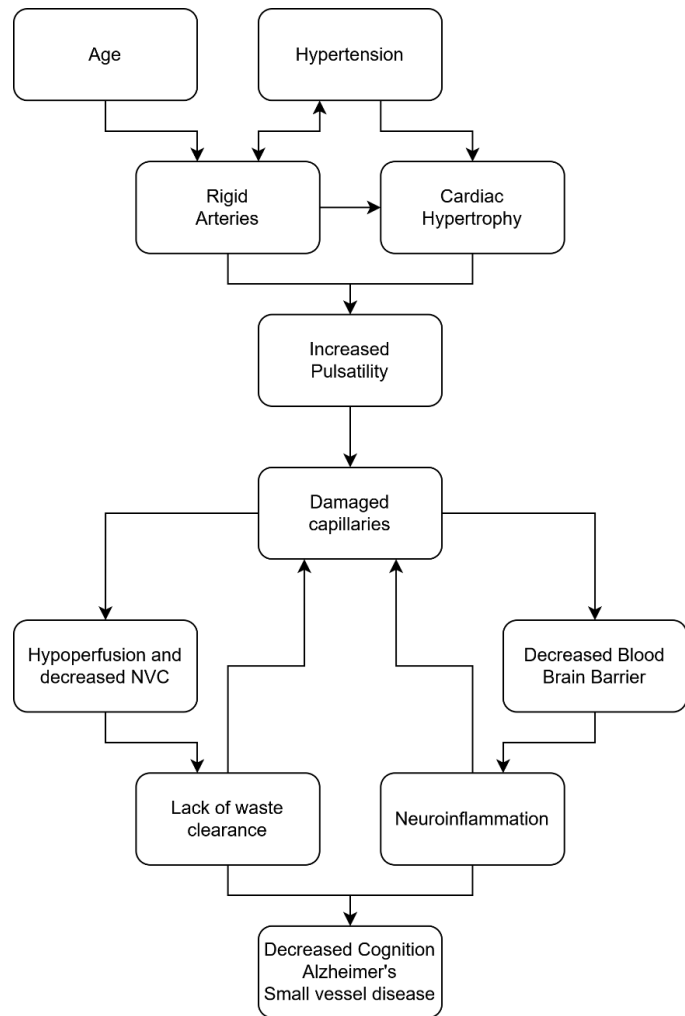 Age
Hypertension
Rigid
Arteries
Cardiac
Hypertrophy
Increased
Pulsatility
Damaged
capillaries
Hypoperfusion and
decreased NVC
Decreased Blood
Brain Barrier
Lack of waste
clearance
Neuroinflammation
Decreased Cognition
Alzheimer's
Small vessel disease